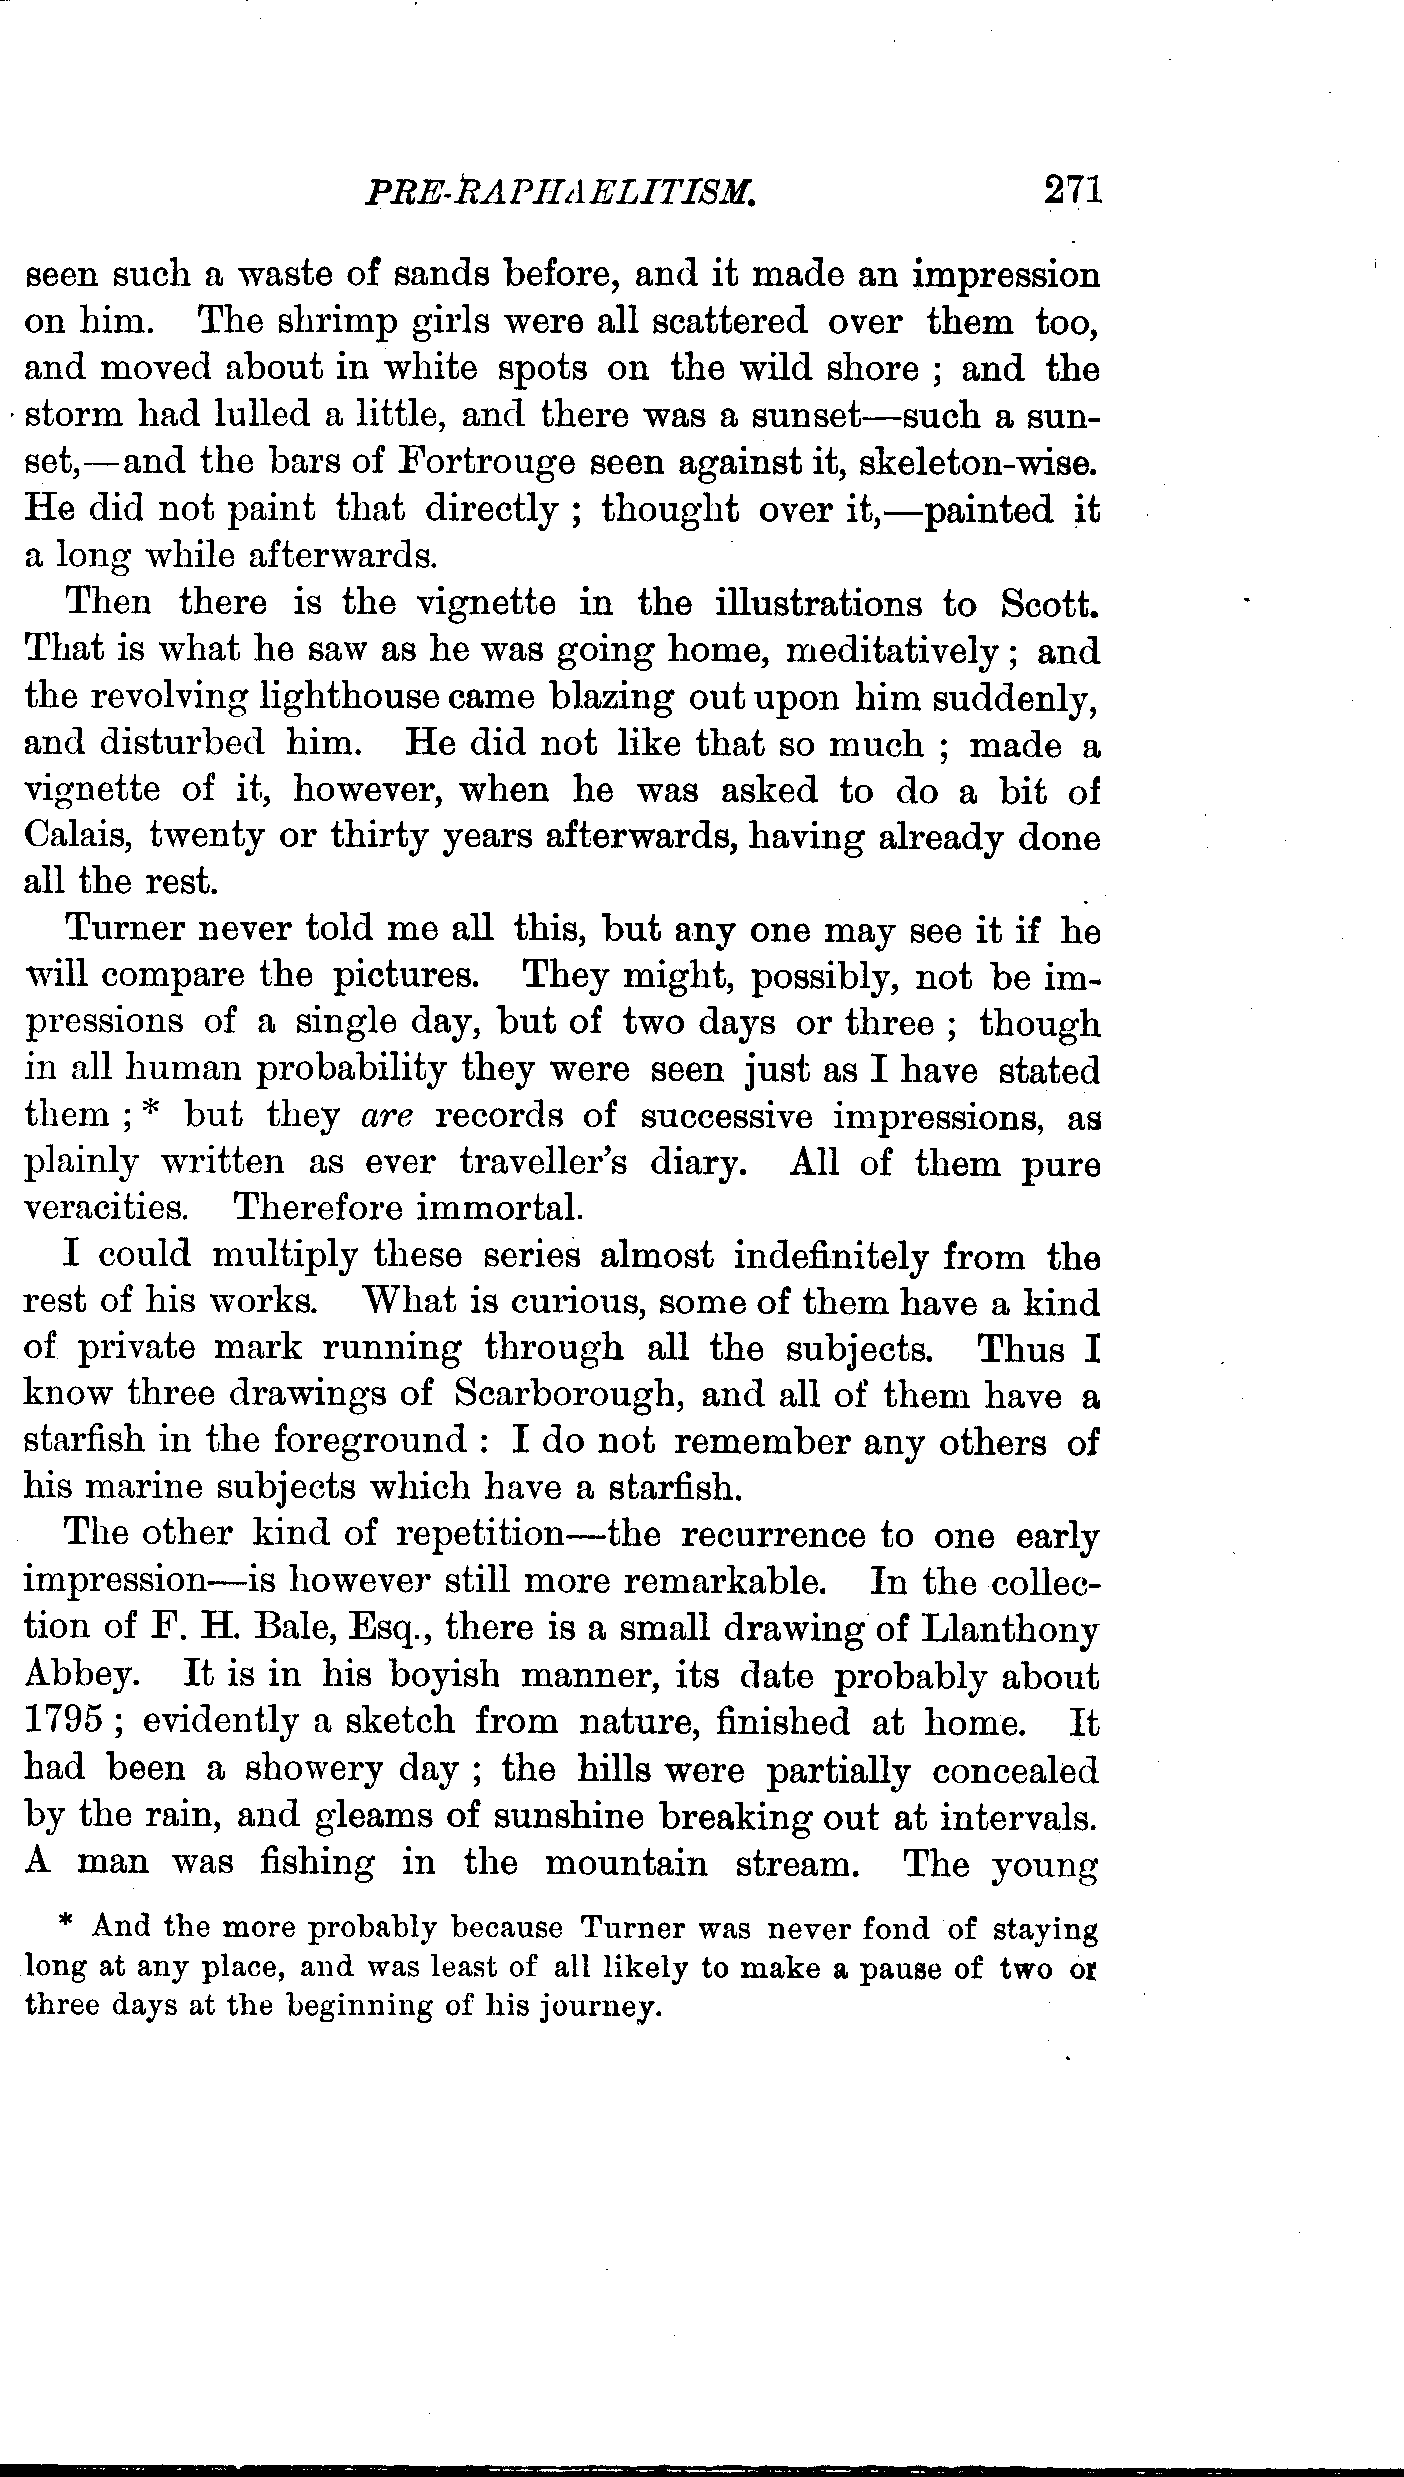 PRE-RAPHAELITISM. 271
seen such a waste of sands before, and it made an impression
on him. The shrimp girls were all scattered over them too,
and moved about in white spots on the wild shore ; and the
storm had lulled a little, and there was a sunset—such a sun-
set,—and the bars of Fortrouge seen against it, skeleton-wise.
He did not paint that directly ; thought over it,—painted it
a long while afterwards.
Then there is the vignette in the illustrations to Scott.
That is what he saw as he was going home, meditatively ; and
the revolving lighthouse came blazing out upon him suddenly,
and disturbed him. He did not like that so much ; made a
vignette of it, however, when he was asked to do a bit of
Calais, twenty or thirty years afterwards, having already done
all the rest.
Turner never told me all this, but any one may see it if he
will compare the pictures. They might, possibly, not be im-
pressions of a single day, but of two days or three ; though
in all human probability they were seen just as I have stated
them ; * but they are records of successive impressions, as
plainly written as ever traveller's diary. All of them pure
veracities. Therefore immortal.
I could multiply these series almost indefinitely from the
rest of his works. What is curious, some of them have a kind
of private mark running through all the subjects. Thus I
know three drawings of Scarborough, and all of them have a
starfish in the foreground : I do not remember any others of
his marine subjects which have a starfish.
The other kind of repetition—the recurrence to one early
impression—is however still more remarkable. In the collec-
tion of F. H. Bale, Esq., there is a small drawing of Llanthony
Abbey. It is in his boyish manner, its date probably about
1795 ; evidently a sketch from nature, finished at home. It
had been a showery day ; the hills were partially concealed
by the rain, and gleams of sunshine breaking out at intervals.
A man was fishing in the mountain stream. The young
* And the more probably because Turner was never fond of staying
long at any place, and was least of all likely to make a pause of two or
three days at the beginning of his journey.